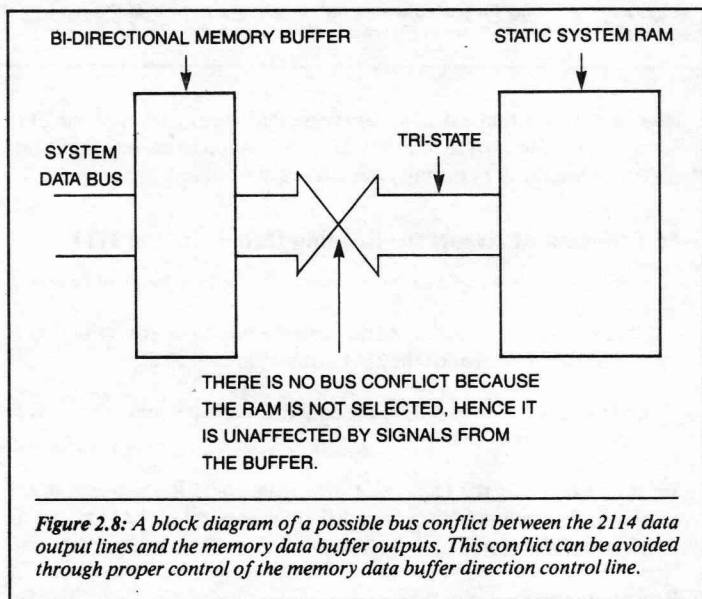 BI-DIRECTIONAL MEMORY BUFFER
STATIC SYSTEM RAM
TRI-STATE
SYSTEM
DATA BUS
THERE IS NO BUS CONFLICT BECAUSE
THE RAM IS NOT SELECTED, HENCE IT
IS UNAFFECTED BY SIGNALS FROM
THE BUFFER.
Figure 2.8: A block diagram of a possible bus conflict between the 2114 data
output lines and the memory data buffer outputs. This conflict can be avoided
through proper control of the memory data buffer direction control line.